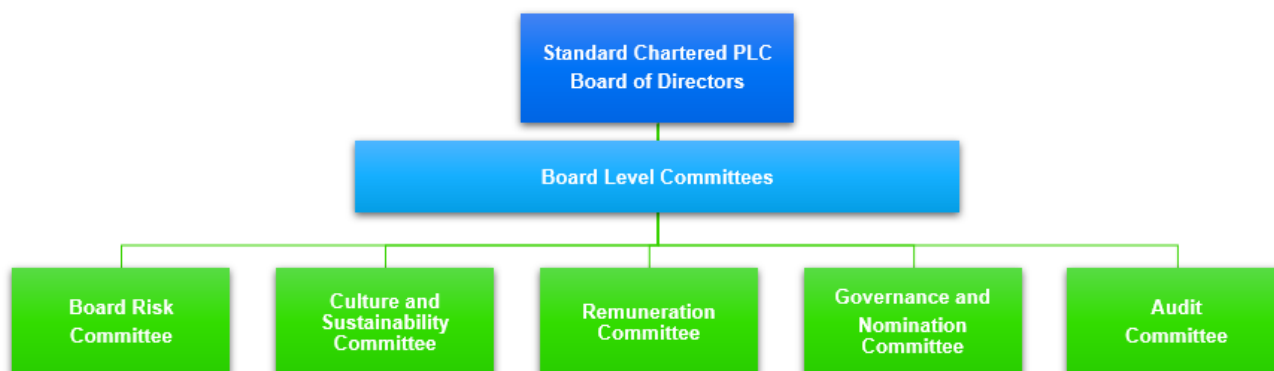 Standard Chartered PLC
Board of Directors
Board Level Committees
Board Risk
Committee
Culture and
Sustainability
Committee
Remuneration
Committee
Governance and
Nomination
Committee
Audit
Committee